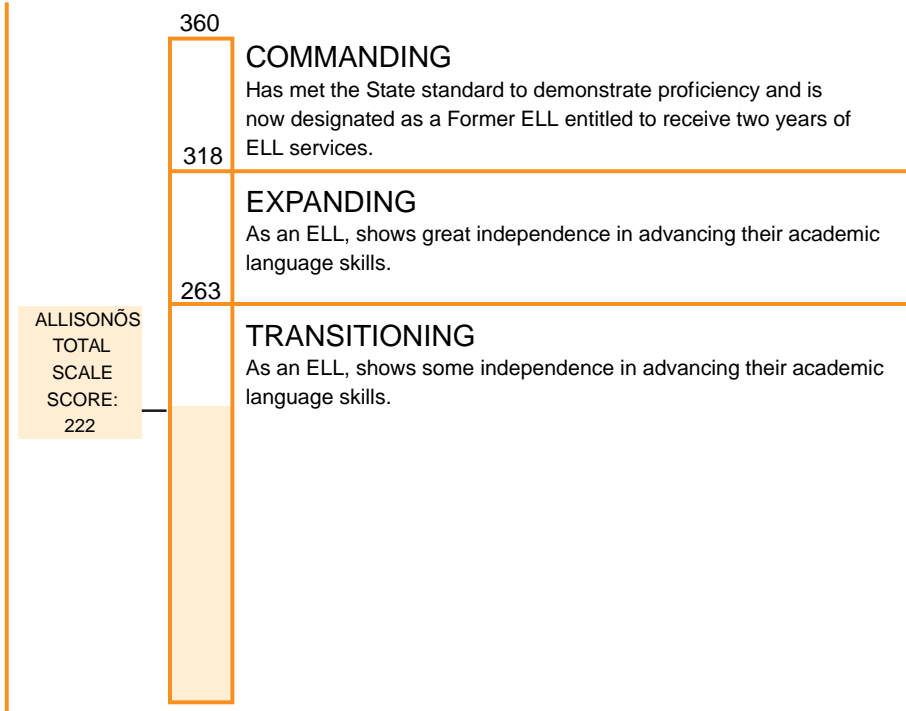 360
COMMANDING
Has met the State standard to demonstrate proficiency and is
now designated as a Former ELL entitled to receive two years of
ELL services.
318
EXPANDING
As an ELL, shows great independence in advancing their academic
language skills.
263
ALLISONÕS
TOTAL
SCALE
SCORE:
222
TRANSITIONING
As an ELL, shows some independence in advancing their academic
language skills.